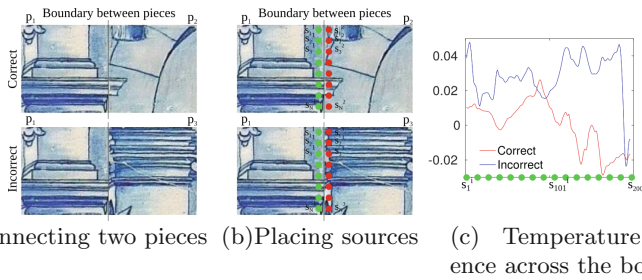 Boundary between pieces
p₁ p₂
Correct
p₁ p₃
Incorrect
Boundary between pieces
p₁ p₂
p₁ p₃
0.04
0.02
0
-0.02
Correct
Incorrect
s₁ s₁₀₁ s₂₀₀
nnecting two pieces
(b)Placing sources
(c) Temperature
ence across the bo